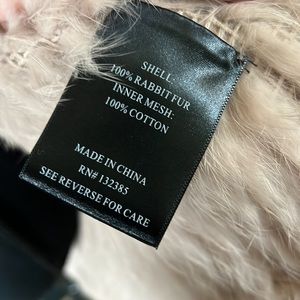 SHELL:
100% RABBIT FUR
INNER MESH:
100% COTTON
MADE IN CHINA
RN# 132385
SEE REVERSE FOR CARE